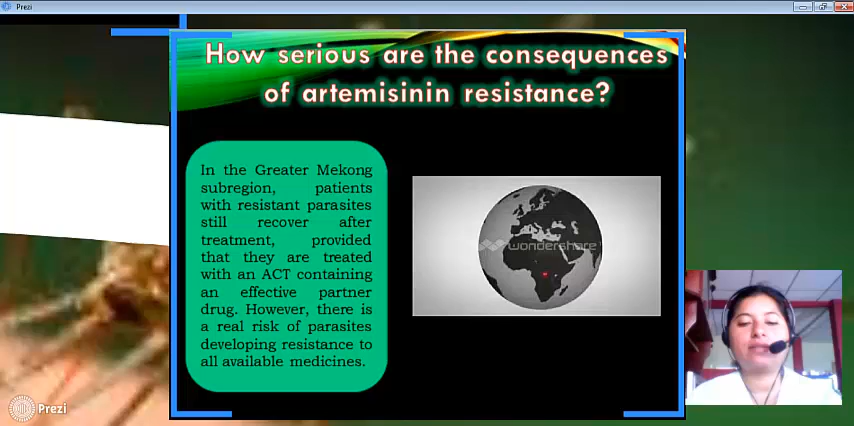 Prezi
How serious are the consequences
of artemisinin resistance?
In the Greater Mekong
subregion, patients
with resistant parasites
still recover after
treatment, provided
that they are treated
with an ACT containing
an effective partner
drug. However, there is
a real risk of parasites
developing resistance to
all available medicines.
wondershare
Prezi